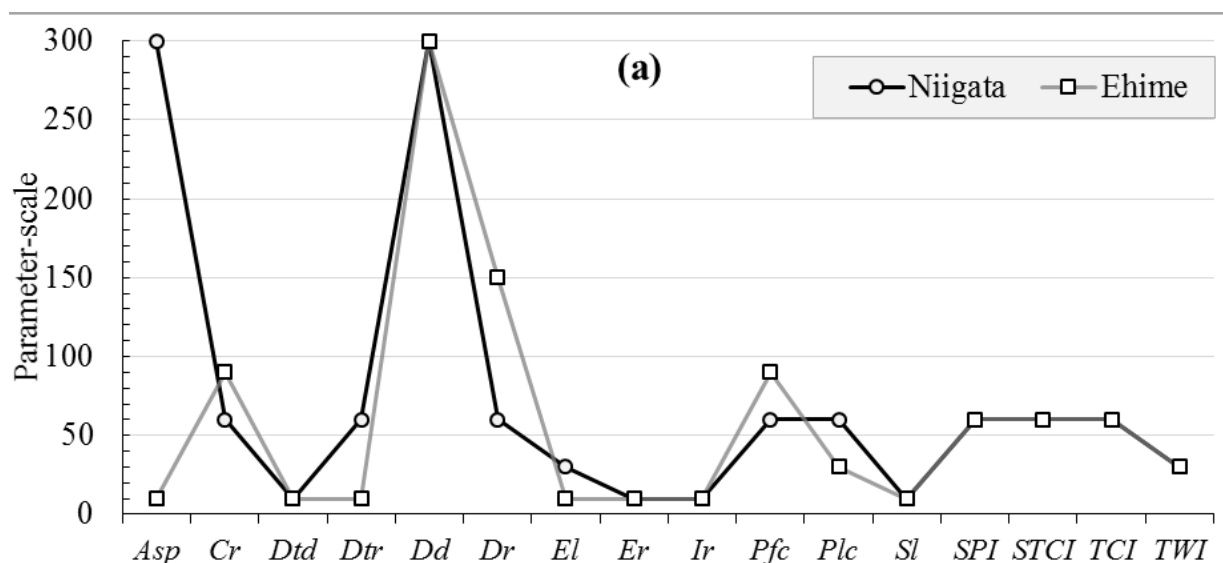 (a)
Niigata Ehime
Parameter-scale
300
250
200
150
100
50
0
Asp Cr Dtd Dtr Dd Dr El Er Ir Pfc Plc Sl SPI STCI TCI TWI